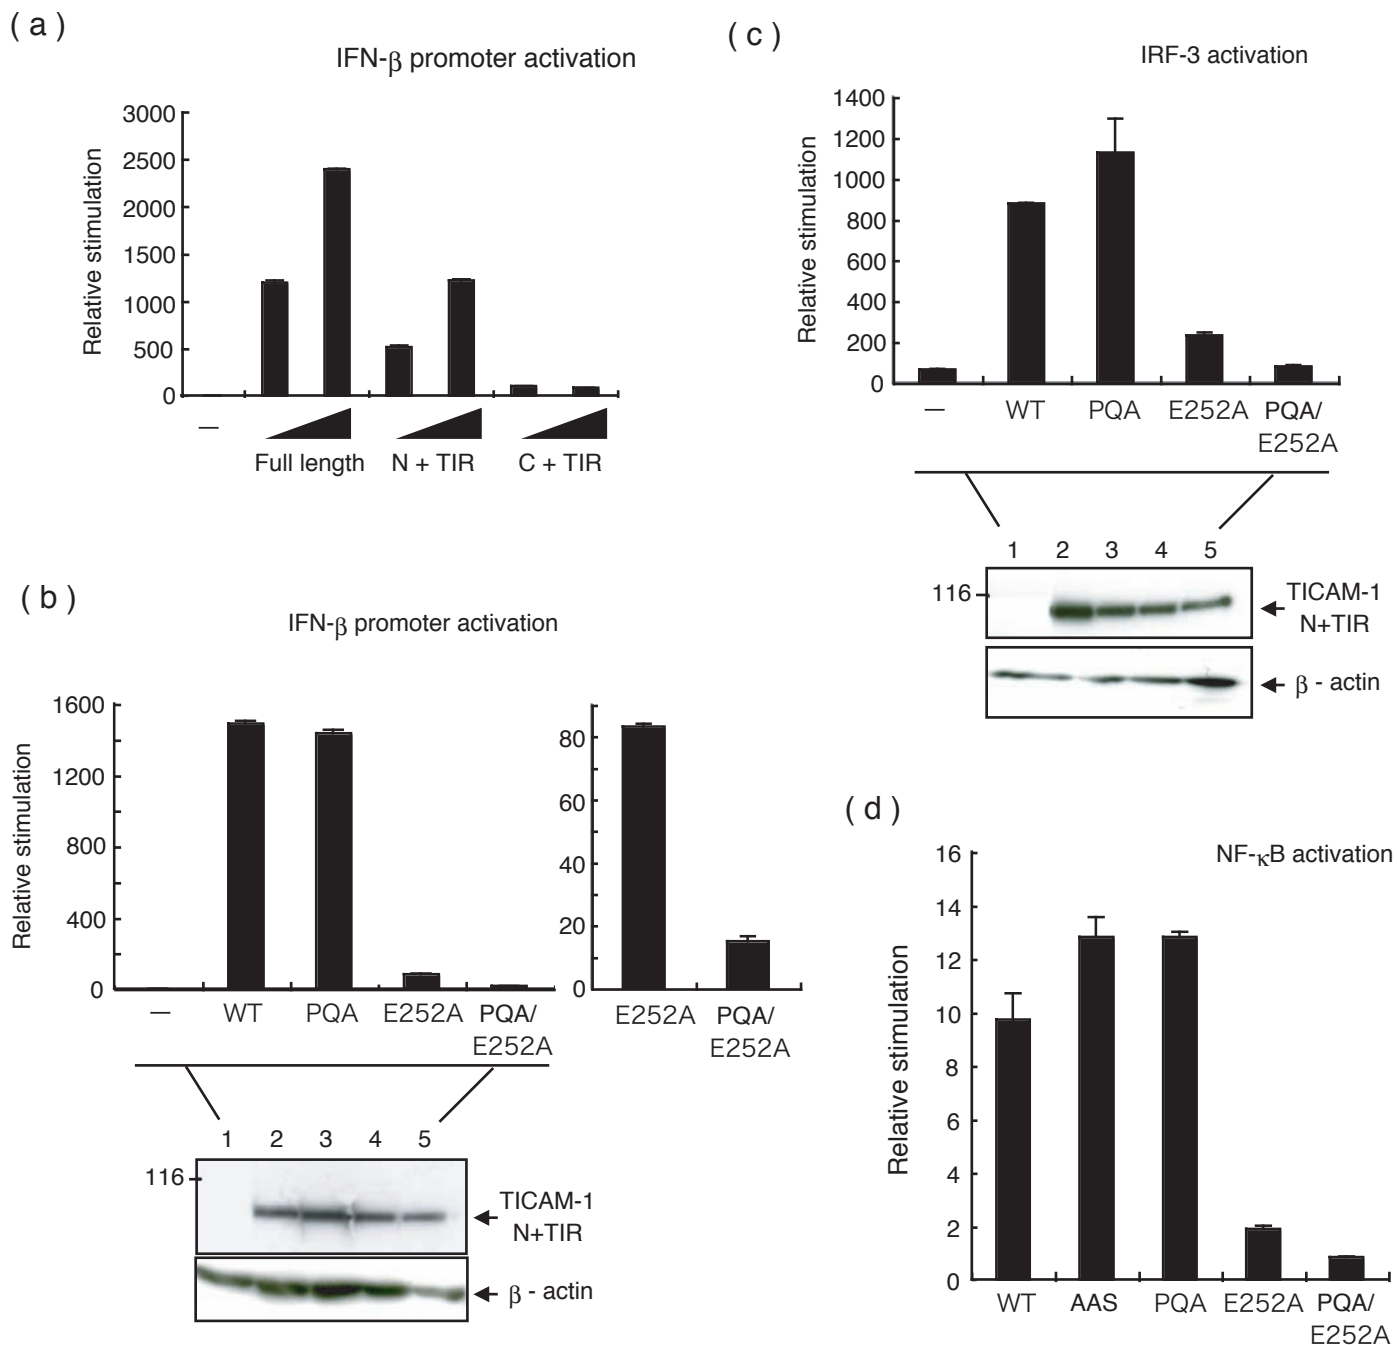 ( a )
IFN-β promoter activation
Relative stimulation
3000
2500
2000
1500
1000
500
0
—
Full length
N + TIR
C + TIR
( b )
IFN-β promoter activation
Relative stimulation
1600
1200
800
400
0
— WT PQA E252A PQA/
E252A
80
60
40
20
0
E252A PQA/
E252A
1 2 3 4 5
116
TICAM-1
N+TIR
β - actin
( c )
IRF-3 activation
Relative stimulation
1400
1200
1000
800
600
400
200
0
— WT PQA E252A PQA/
E252A
1 2 3 4 5
116
TICAM-1
N+TIR
β - actin
( d )
NF-κB activation
Relative stimulation
16
14
12
10
8
6
4
2
0
WT AAS PQA E252A PQA/
E252A